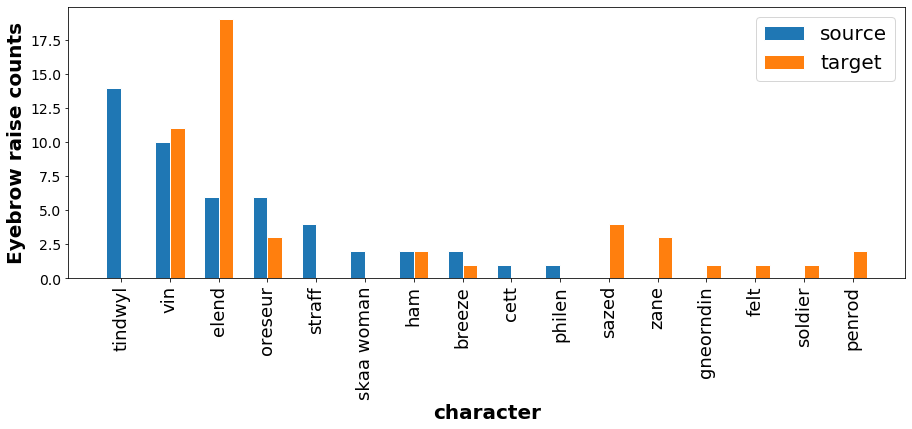 Eyebrow raise counts
17.5
15.0
12.5
10.0
7.5
5.0
2.5
0.0
source
target
tindwyl
vin
elend
oreseur
straff
skaa woman
ham
breeze
cett
philen
sazed
zane
gneorndin
felt
soldier
penrod
character